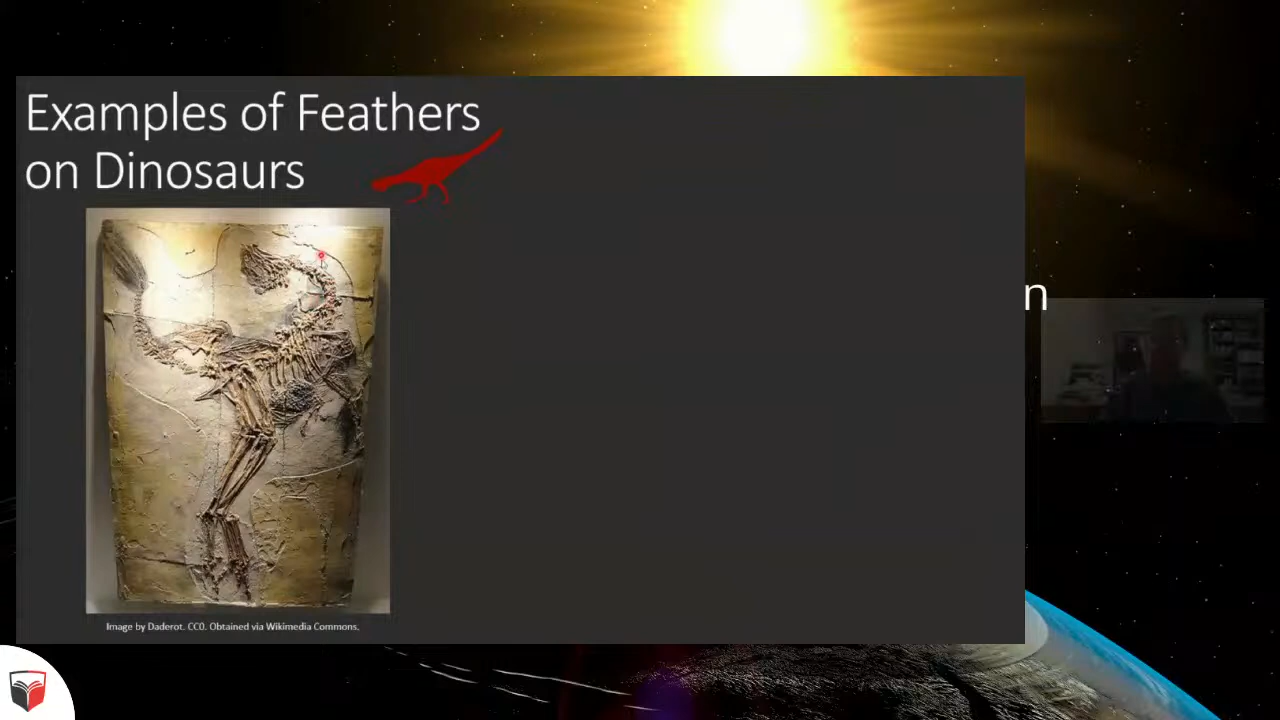 Examples of Feathers
on Dinosaurs
n
Image by Daderot. CC0. Obtained via Wikimedia Commons.